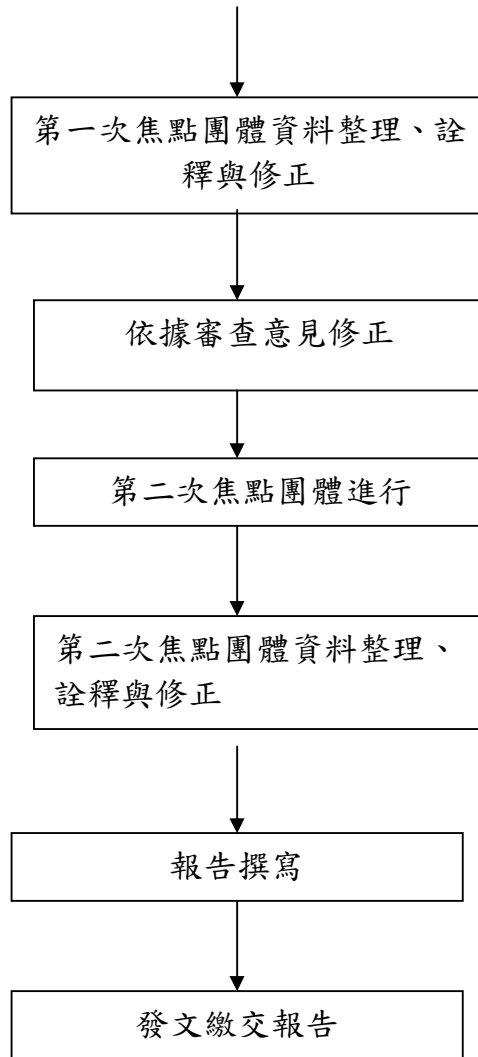 第一次焦點團體資料整理、詮
釋與修正
依據審查意見修正
第二次焦點團體進行
第二次焦點團體資料整理、
詮釋與修正
報告撰寫
發文繳交報告